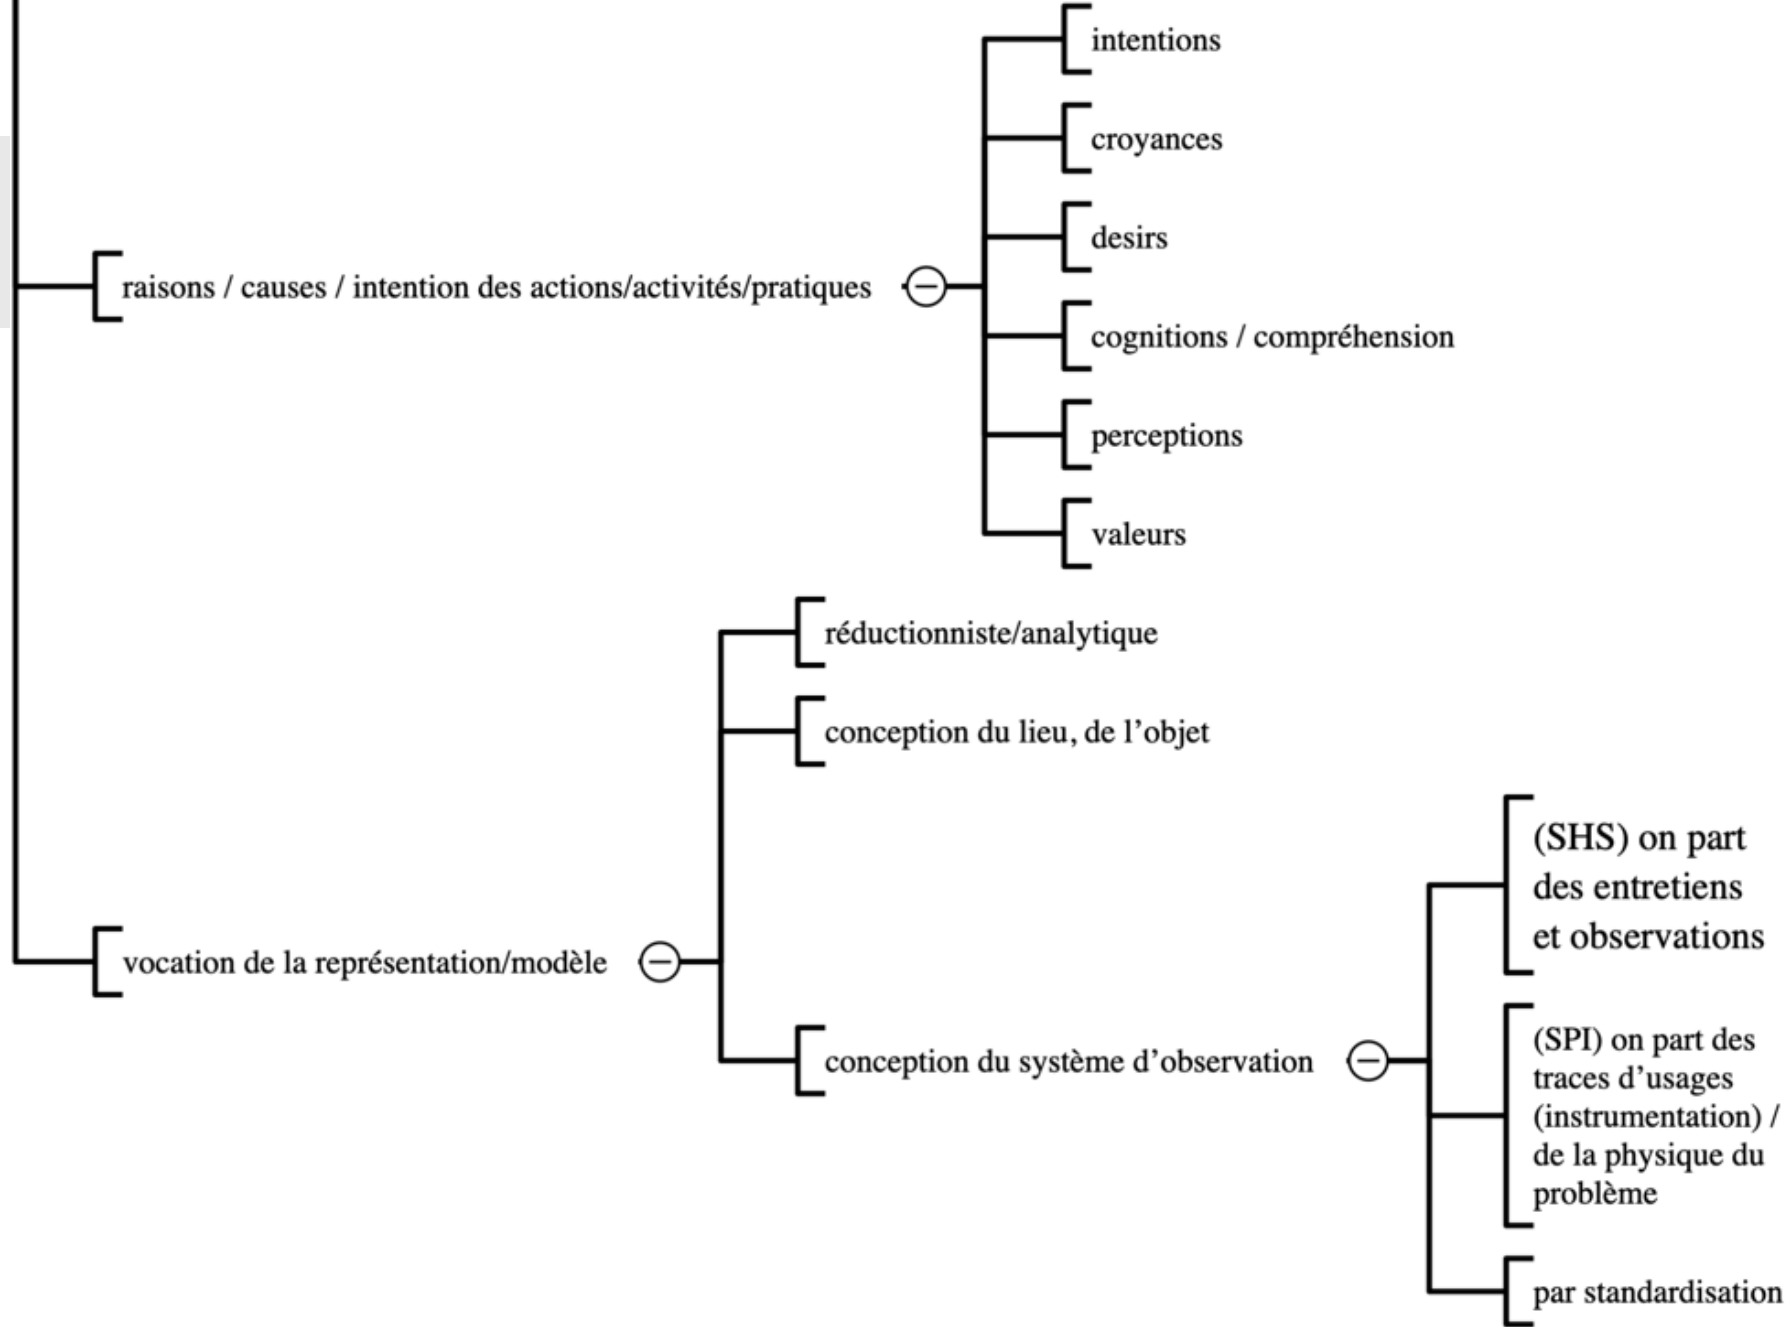 intentions
croyances
desirs
raisons / causes / intention des actions/activités/pratiques
cognitions / compréhension
perceptions
valeurs
réductionniste/analytique
conception du lieu, de l’objet
vocation de la représentation/modèle
conception du système d’observation
(SHS) on part
des entretiens
et observations
(SPI) on part des
traces d’usages
(instrumentation) /
de la physique du
problème
par standardisation